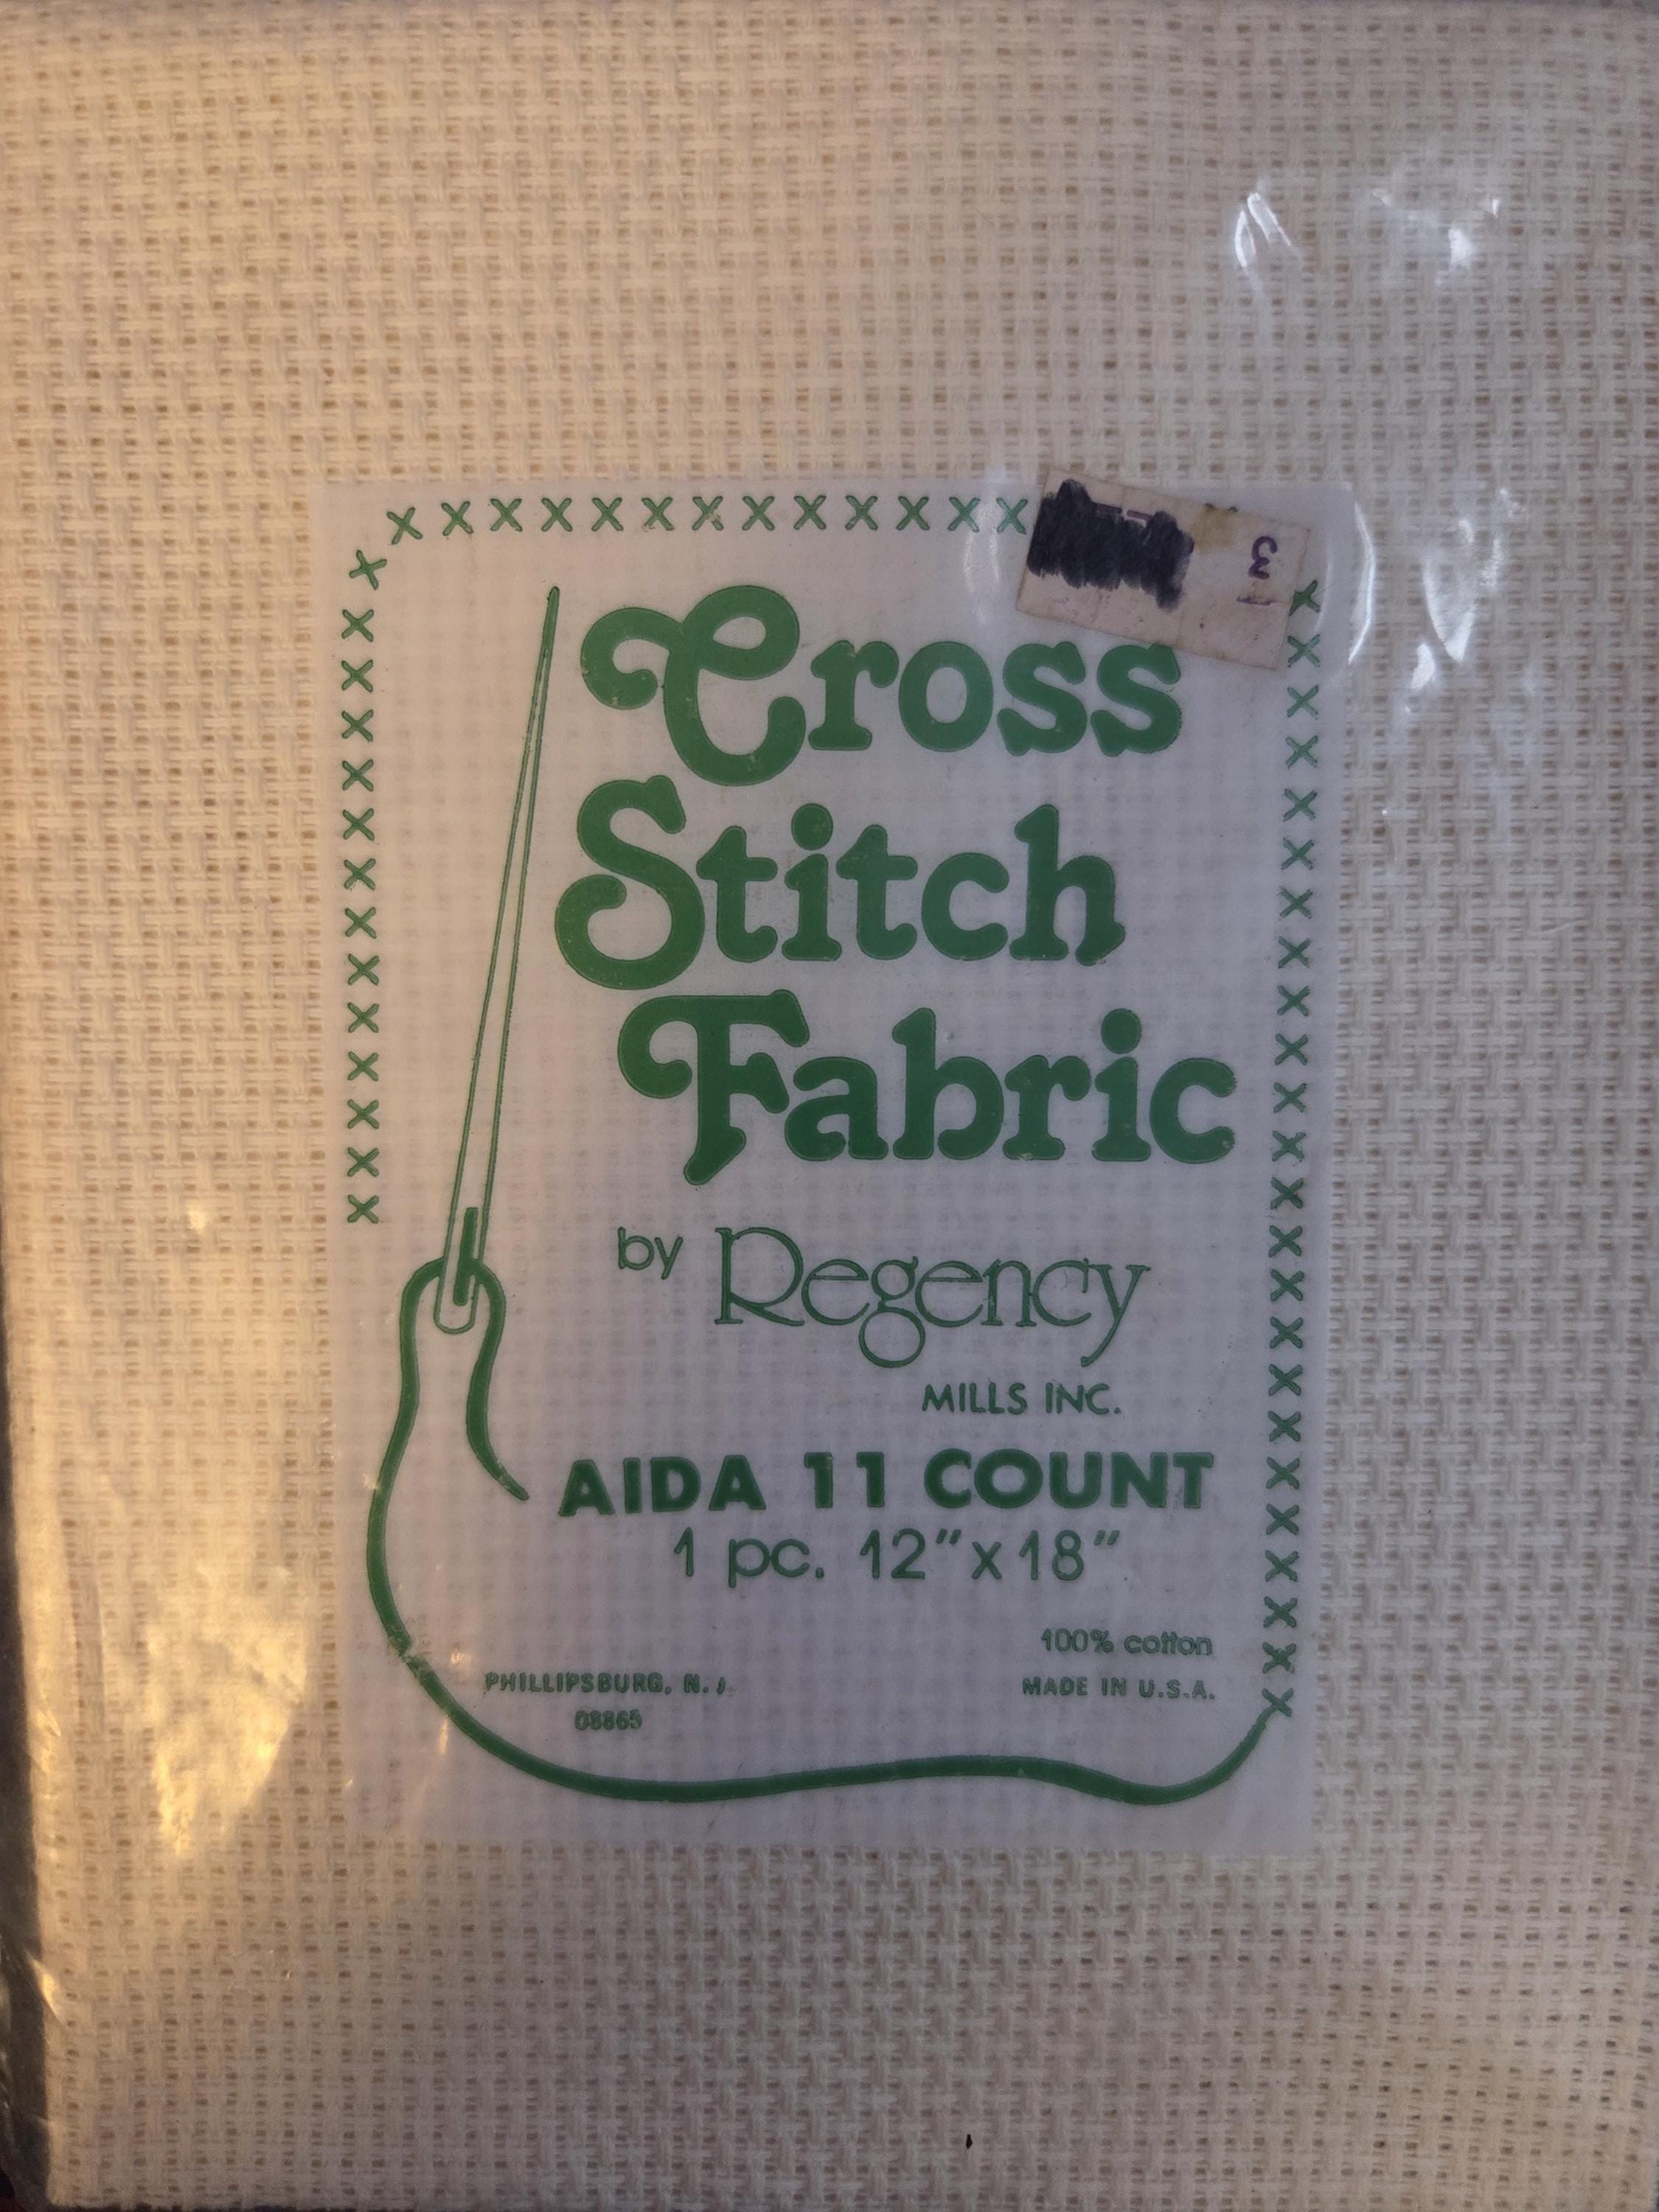 Cross
Stitch
Fabric
by Regency
MILLS INC.
AIDA 11 COUNT
1 pc. 12" x 18"
100% cotton
PHILLIPSBURG, N.J.
MADE IN U.S.A.
08865